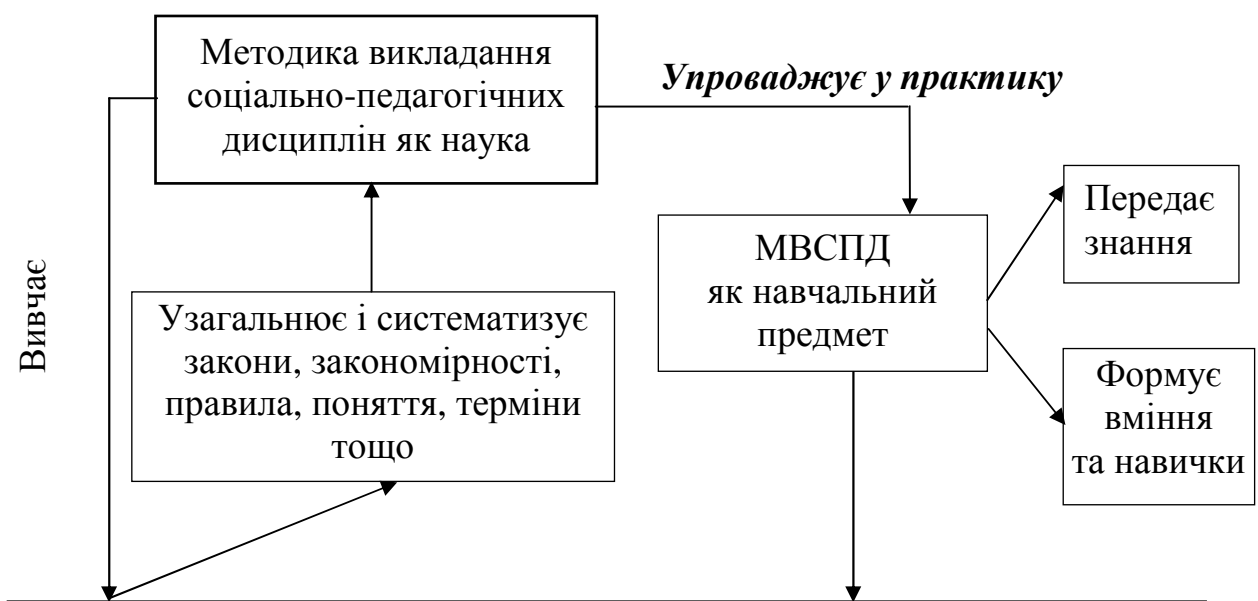 Методика викладання
соціально-педагогічних
дисциплін як наука
Упроваджує у практику
Вивчає
Узагальнює і систематизує
закони, закономірності,
правила, поняття, терміни
тощо
МВСПД
як навчальний
предмет
Передає
знання
Формує
вміння
та навички